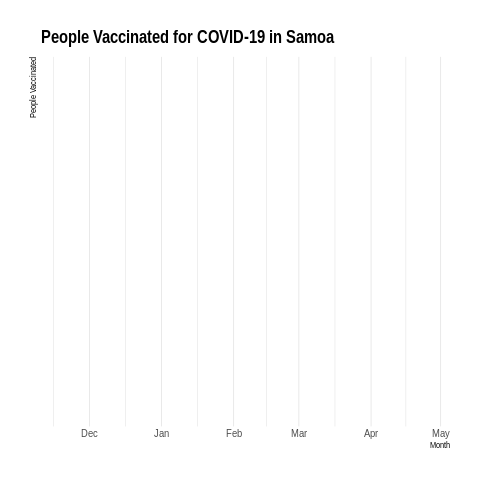 People Vaccinated for COVID-19 in Samoa
People Vaccinated
Dec Jan Feb Mar Apr May
Month